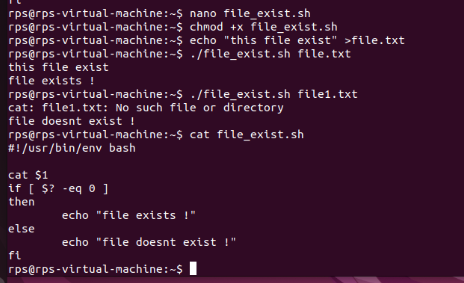 fi
rps@rps-virtual-machine:~$ nano file_exist.sh
rps@rps-virtual-machine:~$ chmod +x file_exist.sh
rps@rps-virtual-machine:~$ echo "this file exist" >file.txt
rps@rps-virtual-machine:~$ ./file_exist.sh file.txt
this file exist
file exists !
rps@rps-virtual-machine:~$ ./file_exist.sh file1.txt
cat: file1.txt: No such file or directory
file doesnt exist !
rps@rps-virtual-machine:~$ cat file_exist.sh
#!/usr/bin/env bash

cat $1
if [ $? -eq 0 ]
then
        echo "file exists !"
else
        echo "file doesnt exist !"
fi
rps@rps-virtual-machine:~$